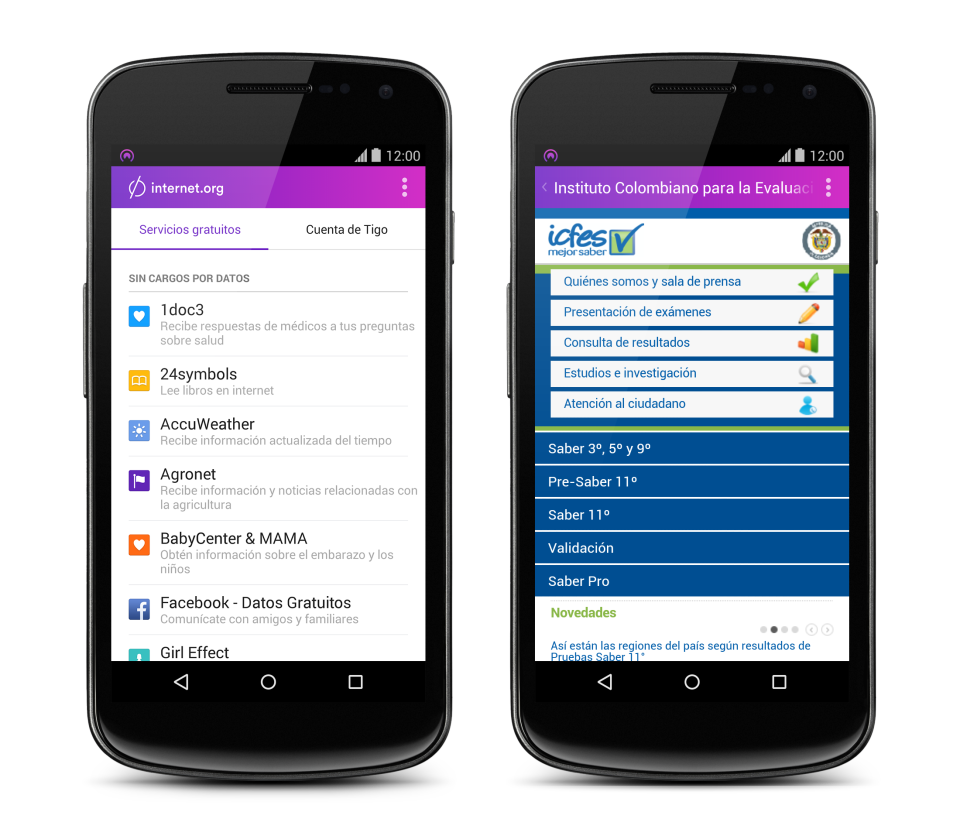 12:00
internet.org
Servicios gratuitos
Cuenta de Tigo
SIN CARGOS POR DATOS
1doc3
Recibe respuestas de médicos a tus preguntas
sobre salud
24symbols
Lee libros en internet
AccuWeather
Recibe información actualizada del tiempo
Agronet
Recibe información y noticias relacionadas con
la agricultura
BabyCenter & MAMA
Obtén información sobre el embarazo y los
niños
Facebook - Datos Gratuitos
Comunícate con amigos y familiares
Girl Effect
12:00
Instituto Colombiano para la Evaluaci
icfes
mejor saber
Quiénes somos y sala de prensa
Presentación de exámenes
Consulta de resultados
Estudios e investigación
Atención al ciudadano
Saber 3º, 5º y 9º
Pre-Saber 11º
Saber 11º
Validación
Saber Pro
Novedades
Así están las regiones del país según resultados de
Pruebas Saber 11°